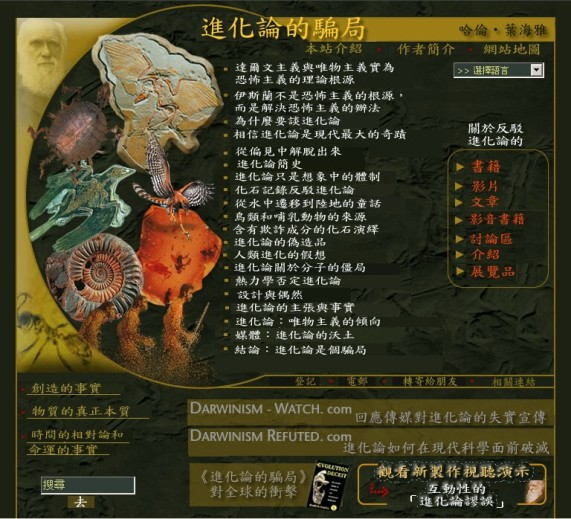 進化論的騙局
哈倫・葉海雅
本站介紹 作者簡介 網站地圖
>> 選擇語言
達爾文主義與唯物主義實為
恐怖主義的理論根源
伊斯蘭不是恐怖主義的根源，
而是解決恐怖主義的辦法
為什麼要談進化論
相信進化論是現代最大的奇蹟
從偏見中解脫出來
進化論簡史
進化論只是想象中的體制
化石記錄反駁進化論
從水中遷移到陸地的童話
鳥類和哺乳動物的來源
含有欺詐成分的化石演繹
進化論的偽造品
人類進化的假想
進化論關於分子的僵局
熱力學否定進化論
設計與偶然
進化論的主張與事實
進化論：唯物主義的傾向
媒體：進化論的沃土
結論：進化論是個騙局
關於反駁
進化論的
書籍
影片
文章
影音書籍
討論區
介紹
展覽品
登記 電郵 轉寄給朋友 相關連結
創造的事實
物質的真正本質
時間的相對論和
命運的事實
搜尋
去
DARWINISM - WATCH. com 回應傳媒對進化論的失實宣傳
DARWINISM REFUTED. com
進化論如何在現代科學面前破滅
《進化論的騙局》
對全球的衝擊
EVOLUTION
DECEIT
觀看新製作視聽演示
互動性的
「進化論謬誤」